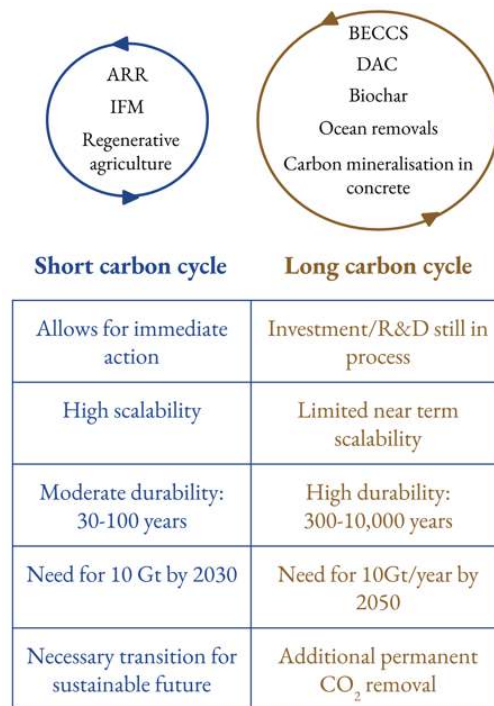 ARR
IFM
Regenerative
agriculture
BECCS
DAC
Biochar
Ocean removals
Carbon mineralisation in
concrete
Short carbon cycle
Long carbon cycle
Allows for immediate
action
Investment/R&D still in
process
High scalability
Limited near term
scalability
Moderate durability:
30-100 years
High durability:
300-10,000 years
Need for 10 Gt by 2030
Need for 10Gt/year by
2050
Necessary transition for
sustainable future
Additional permanent
CO₂ removal